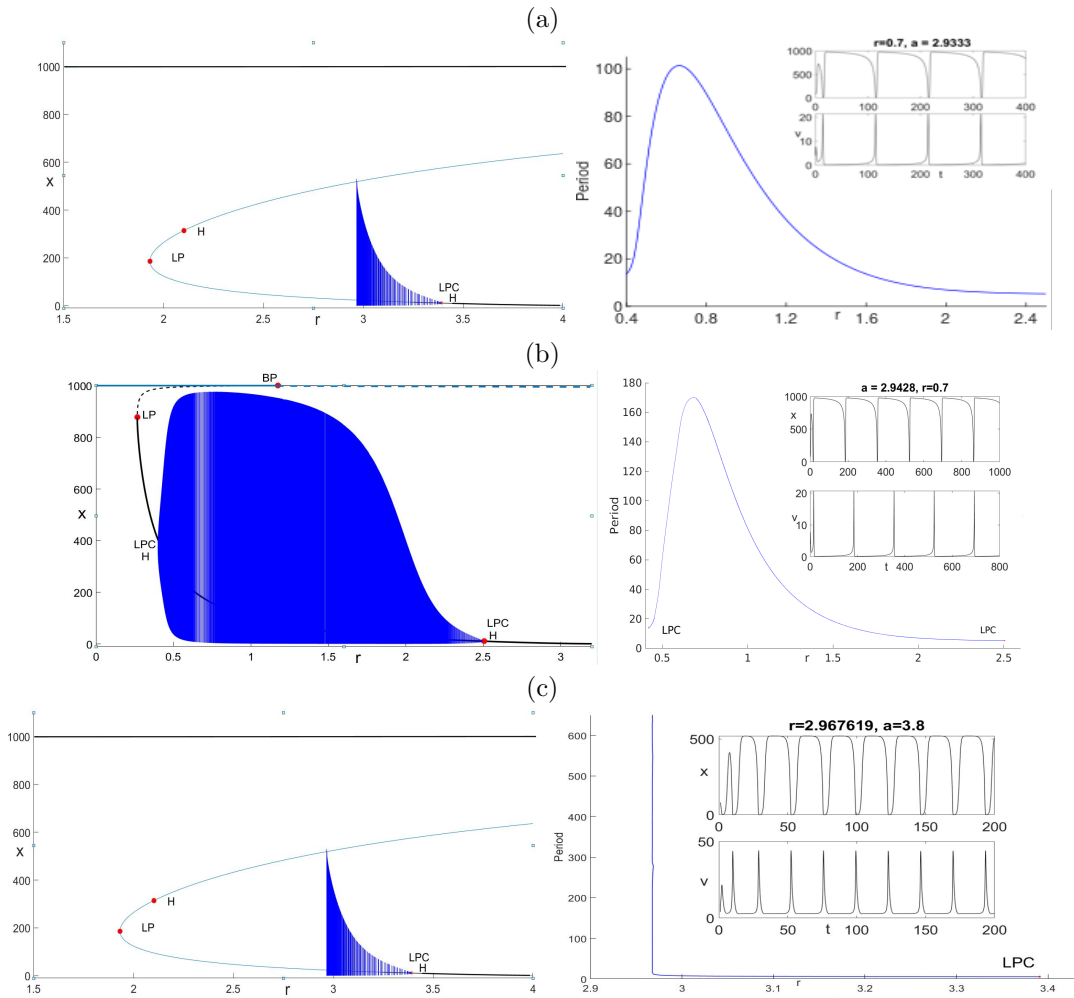 (a)
1000
800
600
x
400
200
0
H
LP
LPC
H
1.5
2
2.5
r
3
3.5
4
100
80
60
40
20
0
Period
0.4
0.8
1.2
r
1.6
2
2.4
r=0.7, a = 2.9333
1000
500
0
0
100
200
300
400
20
10
0
v
0
100
200
t
300
400
(b)
1000
800
600
x
400
200
0
BP
LP
LPC
H
LPC
H
0
0.5
1
1.5
r
2
2.5
3
180
160
140
120
100
80
60
40
20
0
Period
LPC
LPC
0.5
1
r
1.5
2
2.5
a = 2.9428, r=0.7
1000
x
500
0
0
200
400
600
800
1000
20
v
10
0
0
200
t
400
600
800
(c)
1000
800
600
x
400
200
0
H
LP
LPC
H
1.5
2
2.5
r
3
3.5
4
600
500
400
300
200
100
0
Period
LPC
2.9
3
3.1
r
3.2
3.3
3.4
r=2.967619, a=3.8
500
x
0
0
50
100
150
200
50
v
0
0
50
t
100
150
200